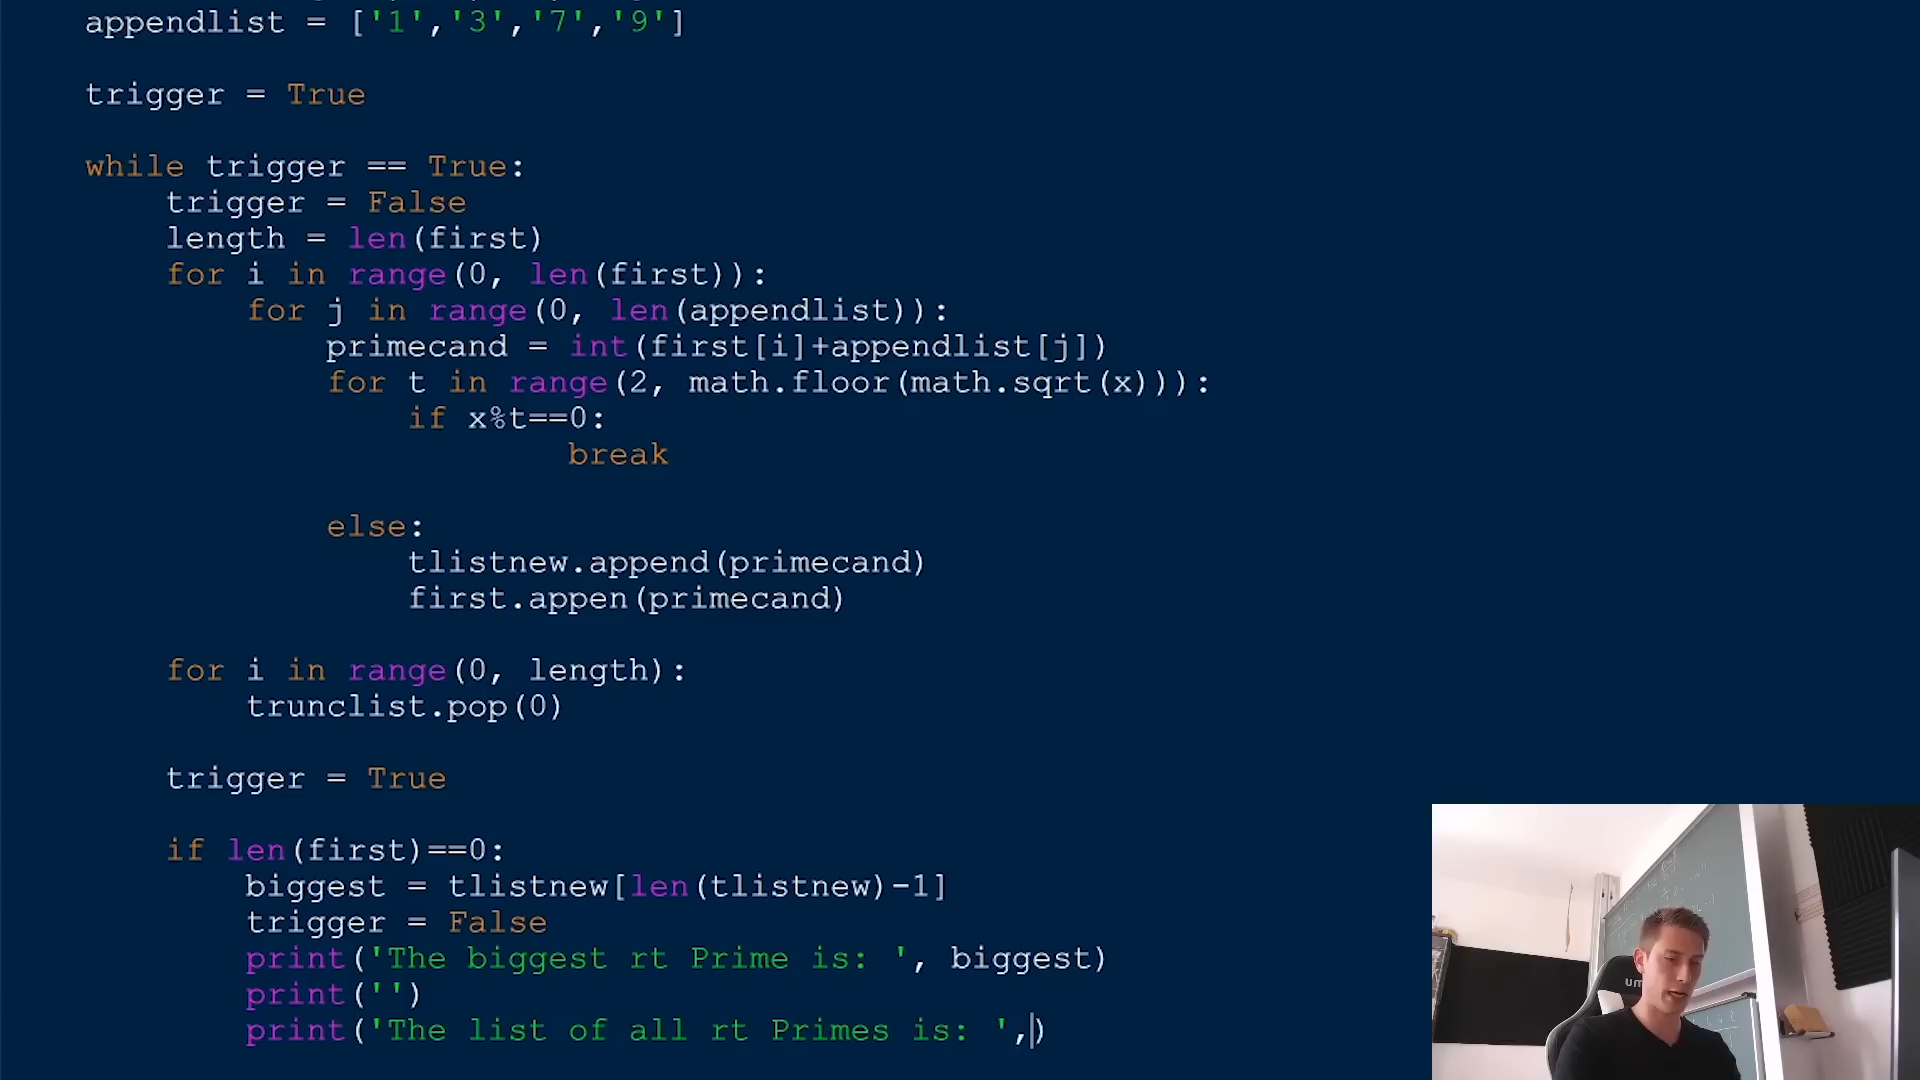 appendlist = ['1','3','7','9']
trigger = True
while trigger == True:
trigger = False
length = len(first)
for i in range(0, len(first)):
for j in range(0, len(appendlist)):
primecand = int(first[i]+appendlist[j])
for t in range(2, math.floor(math.sqrt(x))):
if x%t==0:
break
else:
tlistnew.append(primecand)
first.appen(primecand)
for i in range(0, length):
trunclist.pop(0)
trigger = True
if len(first)==0:
biggest = tlistnew[len(tlistnew)-1]
trigger = False
print('The biggest rt Prime is: ', biggest)
print('')
print('The list of all rt Primes is: ',)
um